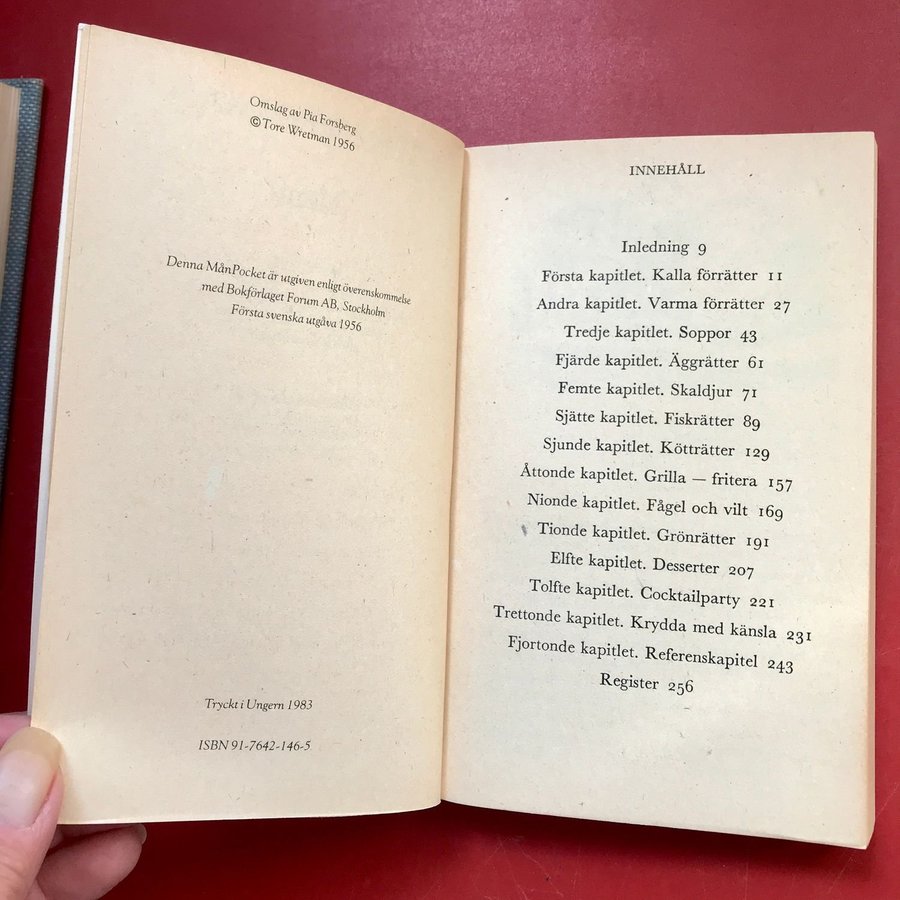 Omslag av Pia Forsberg
© Tore Wretman 1956
Denna MånPocket är utgiven enligt överenskommelse
med Bokförlaget Forum AB, Stockholm
Första svenska utgåva 1956
Tryckt i Ungern 1983
ISBN 91-7642-146-5
INNEHÅLL
Inledning 9
Första kapitlet. Kalla förrätter 11
Andra kapitlet. Varma förrätter 27
Tredje kapitlet. Soppor 43
Fjärde kapitlet. Äggrätter 61
Femte kapitlet. Skaldjur 71
Sjätte kapitlet. Fiskrätter 89
Sjunde kapitlet. Kötträtter 129
Åttonde kapitlet. Grilla — fritera 157
Nionde kapitlet. Fågel och vilt 169
Tionde kapitlet. Grönrätter 191
Elfte kapitlet. Desserter 207
Tolfte kapitlet. Cocktailparty 221
Trettonde kapitlet. Krydda med känsla 231
Fjortonde kapitlet. Referenskapitel 243
Register 256